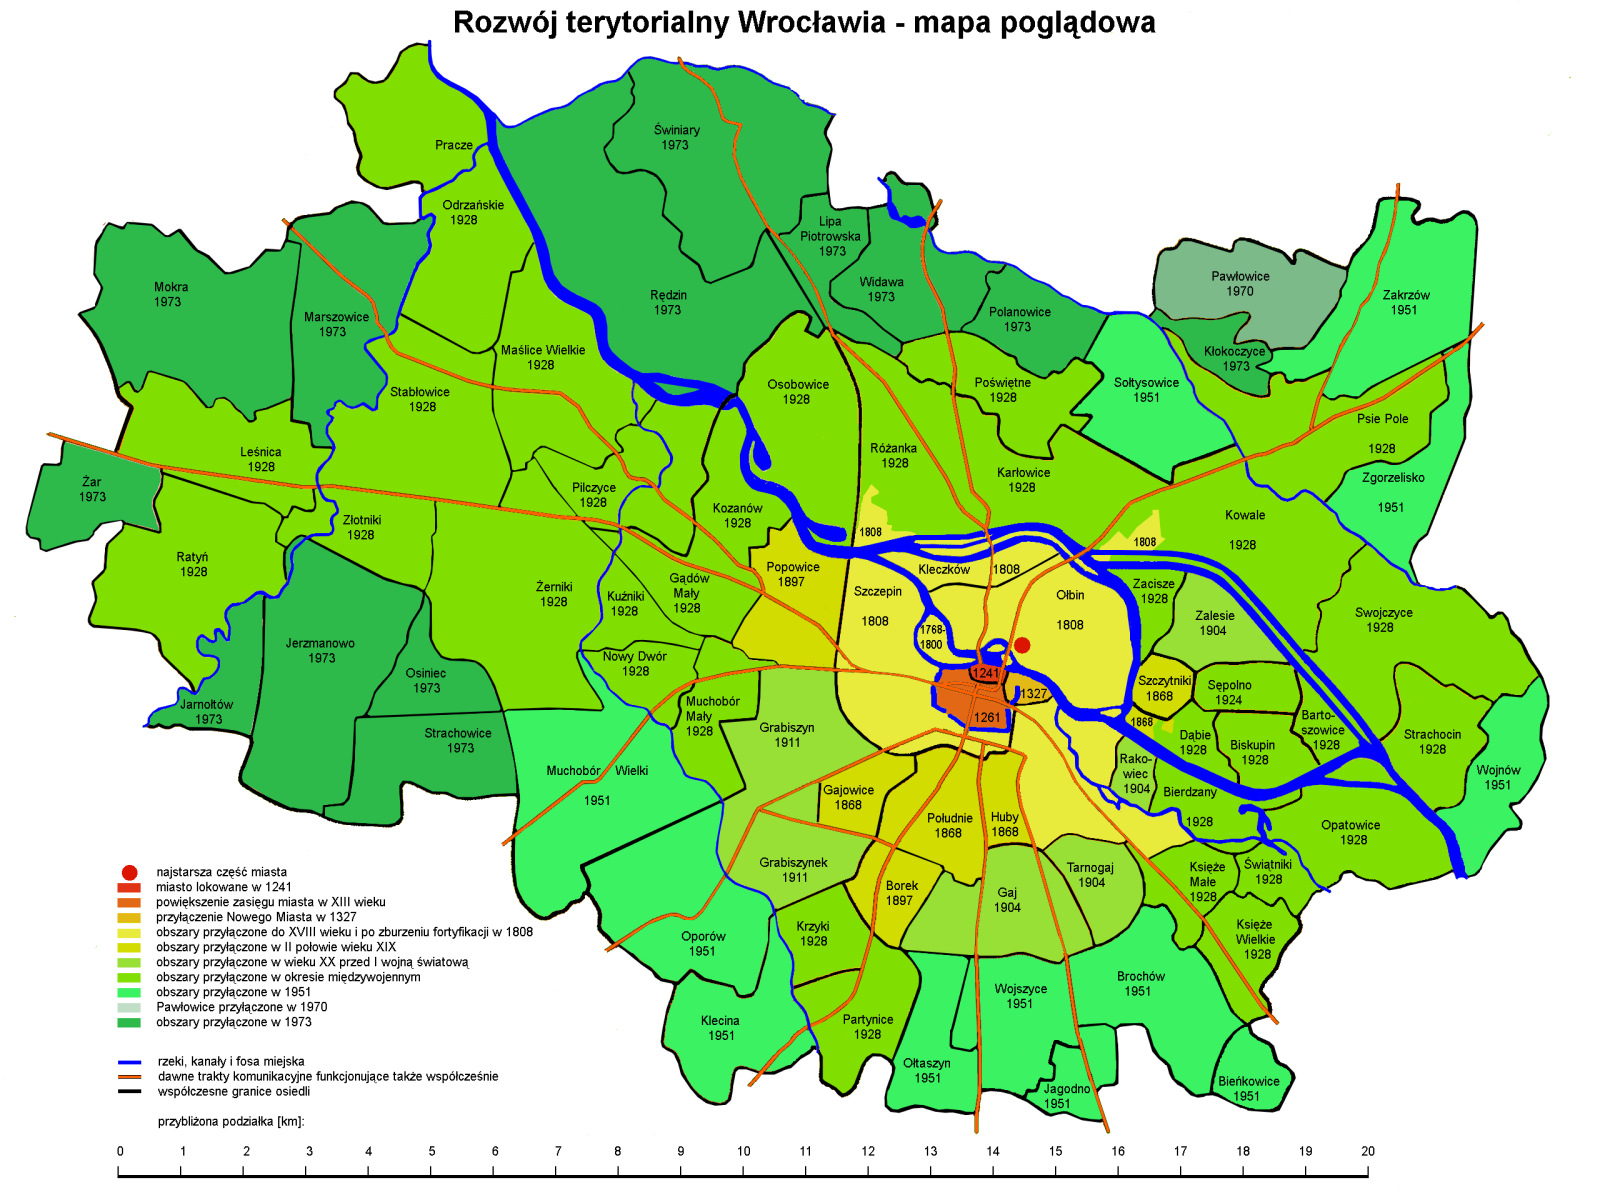 Rozwój terytorialny Wrocławia - mapa poglądowa
Pracze
Odrzańskie
1928
Świniary
1973
Lipa
Piotrowska
1973
Widawa
1973
Polanowice
1973
Pawłowice
1970
Zakrzów
1951
Kłokoczyce
1973
Mokra
1973
Marszowice
1973
Rędzin
1973
Maślice Wielkie
1928
Stabłowice
1928
Osobowice
1928
Poświętne
1928
Sołtysowice
1951
Psie Pole
1928
Leśnica
1928
Żar
1973
Pilczyce
1928
Kozanów
1928
Różanka
1928
Karłowice
1928
Zgorzelisko
1951
Złotniki
1928
Kowale
1928
1808
1808
Ratyń
1928
Żerniki
1928
Kuźniki
1928
Gądów
Mały
1928
Popowice
1897
Szczepin
1808
Kleczków
1808
Ołbin
1808
Zacisze
1928
Zalesie
1904
Swojczyce
1928
1768-
1800
Jerzmanowo
1973
Osiniec
1973
Nowy Dwór
1928
1241
1327
1261
Szczytniki
1868
Sępolno
1924
1868
Jarnołtów
1973
Strachowice
1973
Muchobór
Mały
1928
Grabiszyn
1911
Dąbie
1928
Biskupin
1928
Barto-
szowice
1928
Strachocin
1928
Wojnów
1951
Muchobór Wielki
1951
Gajowice
1868
Południe
1868
Huby
1868
Rako-
wiec
1904
Bierdzany
1928
Opatowice
1928
Grabiszynek
1911
Borek
1897
Gaj
1904
Tarnogaj
1904
Księże
Małe
1928
Świątniki
1928
Księże
Wielkie
1928
Oporów
1951
Krzyki
1928
Klecina
1951
Partynice
1928
Ołtaszyn
1951
Wojszyce
1951
Brochów
1951
Jagodno
1951
Bieńkowice
1951
najstarsza część miasta
miasto lokowane w 1241
powiększenie zasięgu miasta w XIII wieku
przyłączenie Nowego Miasta w 1327
obszary przyłączone do XVIII wieku i po zburzeniu fortyfikacji w 1808
obszary przyłączone w II połowie wieku XIX
obszary przyłączone w wieku XX przed I wojną światową
obszary przyłączone w okresie międzywojennym
obszary przyłączone w 1951
Pawłowice przyłączone w 1970
obszary przyłączone w 1973
rzeki, kanały i fosa miejska
dawne trakty komunikacyjne funkcjonujące także współcześnie
współczesne granice osiedli
przybliżona podziałka [km]:
0 1 2 3 4 5 6 7 8 9 10 11 12 13 14 15 16 17 18 19 20